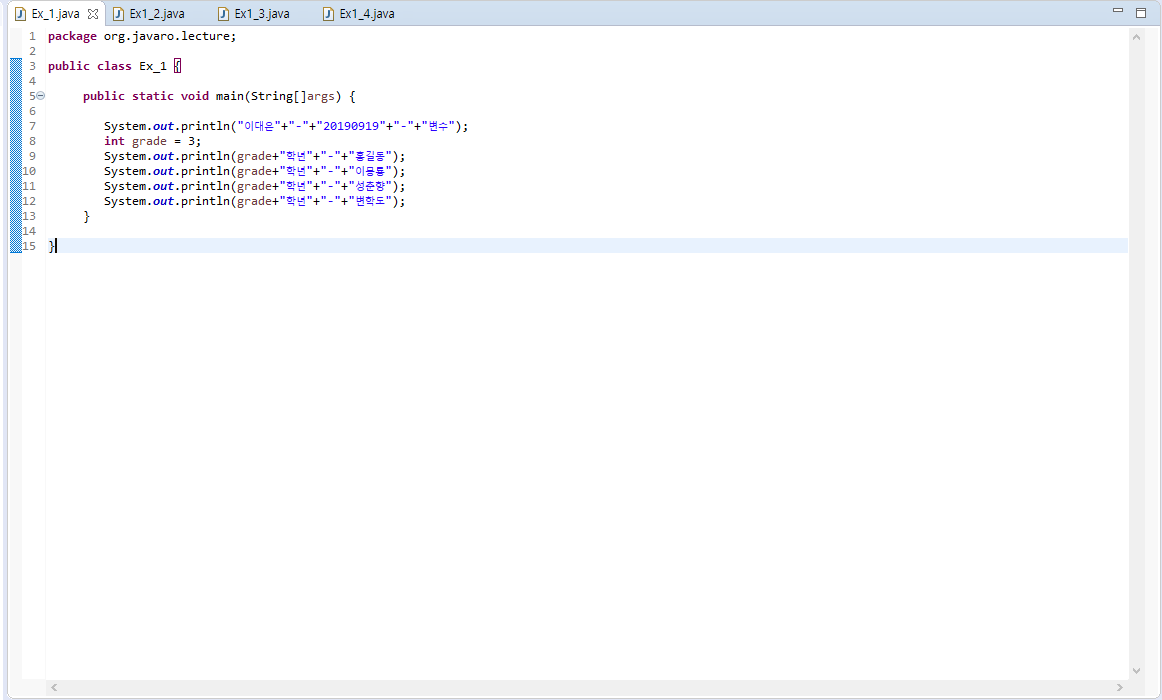 Ex_1.java Ex1_2.java Ex1_3.java Ex1_4.java
1 package org.javaro.lecture;
2
3 public class Ex_1 {
4
5 public static void main(String[]args) {
6
7 System.out.println("이대은"+"-"+"20190919"+"-"+"변수");
8 int grade = 3;
9 System.out.println(grade+"학년"+"-"+"홍길동");
10 System.out.println(grade+"학년"+"-"+"이몽룡");
11 System.out.println(grade+"학년"+"-"+"성춘향");
12 System.out.println(grade+"학년"+"-"+"변학도");
13 }
14
15 }